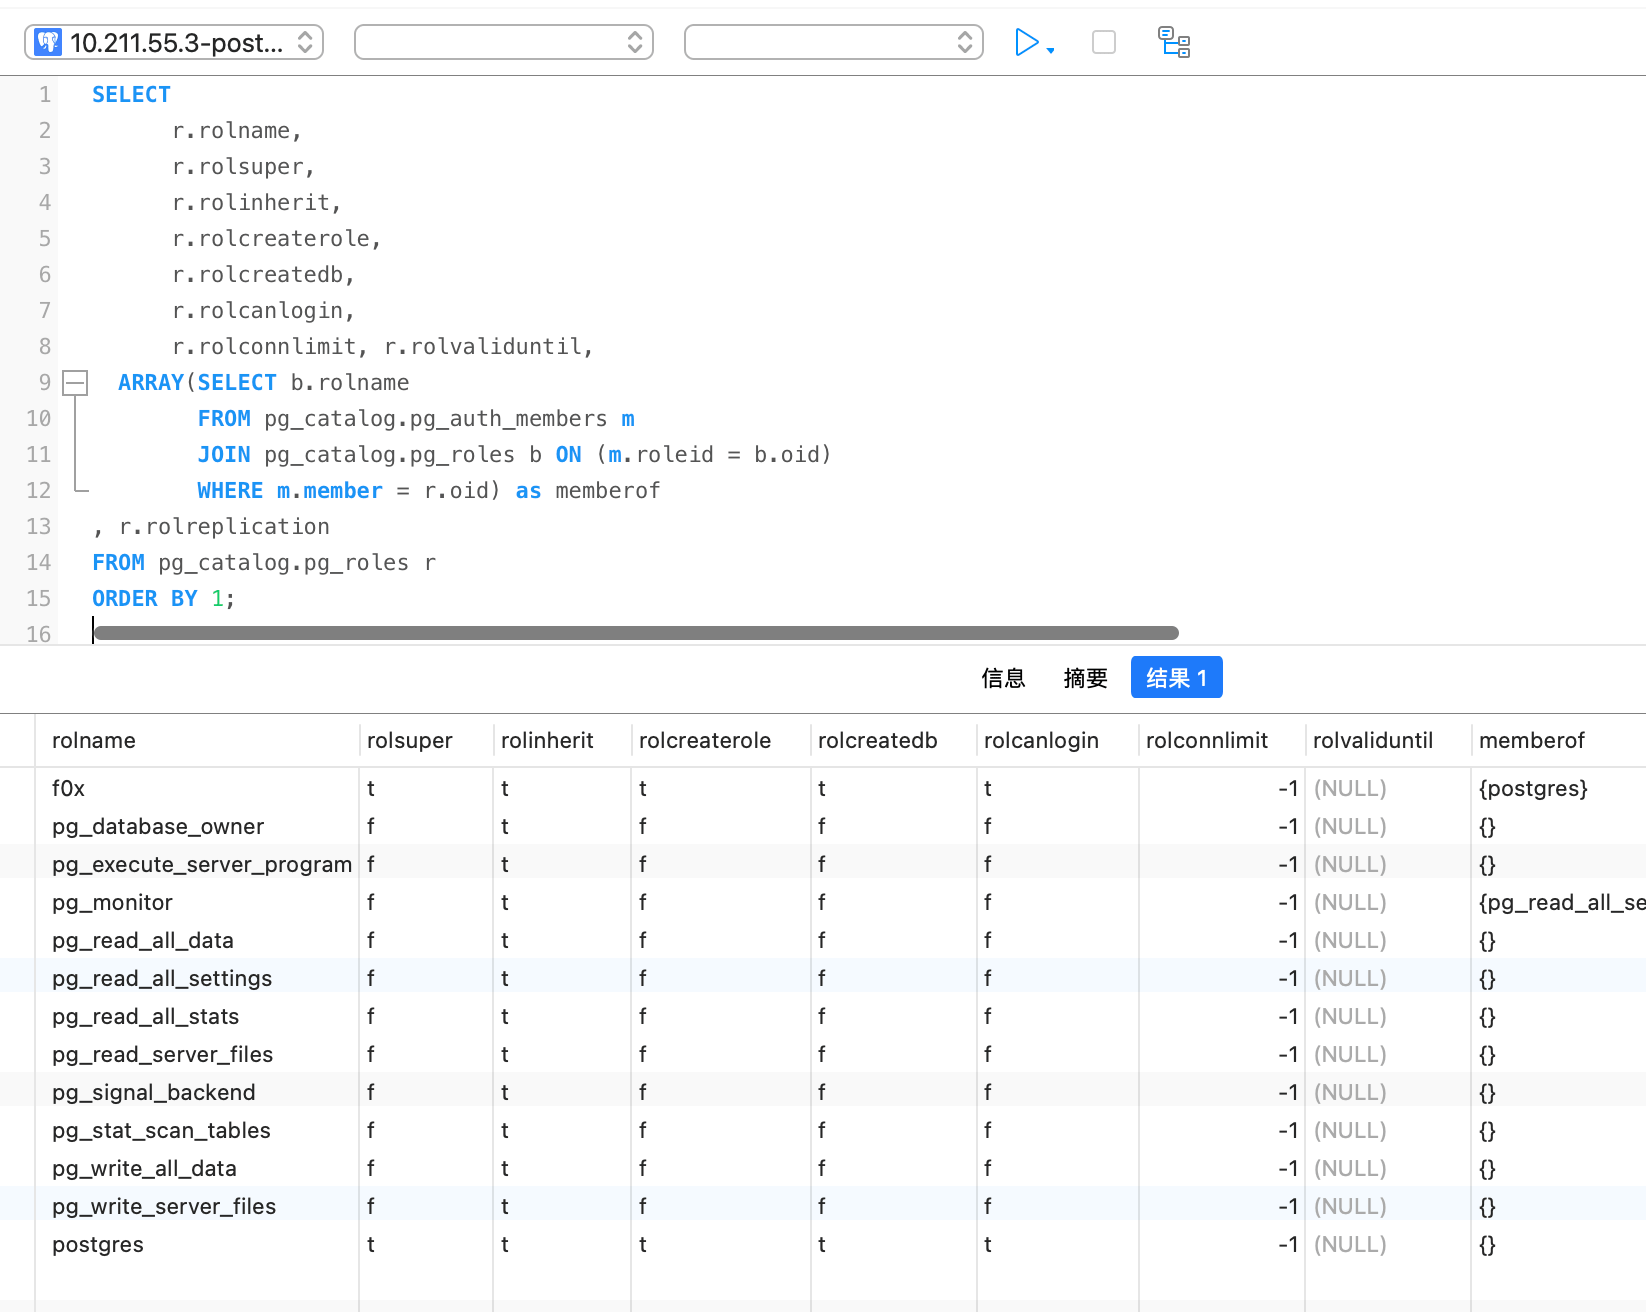 10.211.55.3-post...
1 SELECT
2 r.rolname,
3 r.rolsuper,
4 r.rolinherit,
5 r.rolcreaterole,
6 r.rolcreatedb,
7 r.rolcanlogin,
8 r.rolconnlimit, r.rolvaliduntil,
9 ARRAY(SELECT b.rolname
10 FROM pg_catalog.pg_auth_members m
11 JOIN pg_catalog.pg_roles b ON (m.roleid = b.oid)
12 WHERE m.member = r.oid) as memberof
13 , r.rolreplication
14 FROM pg_catalog.pg_roles r
15 ORDER BY 1;
16
信息 摘要 结果 1
rolname rolsuper rolinherit rolcreaterole rolcreatedb rolcanlogin rolconnlimit rolvaliduntil memberof
f0x t t t t t -1 (NULL) {postgres}
pg_database_owner f t f f f -1 (NULL) {}
pg_execute_server_program f t f f f -1 (NULL) {}
pg_monitor f t f f f -1 (NULL) {pg_read_all_se
pg_read_all_data f t f f f -1 (NULL) {}
pg_read_all_settings f t f f f -1 (NULL) {}
pg_read_all_stats f t f f f -1 (NULL) {}
pg_read_server_files f t f f f -1 (NULL) {}
pg_signal_backend f t f f f -1 (NULL) {}
pg_stat_scan_tables f t f f f -1 (NULL) {}
pg_write_all_data f t f f f -1 (NULL) {}
pg_write_server_files f t f f f -1 (NULL) {}
postgres t t t t t -1 (NULL) {}